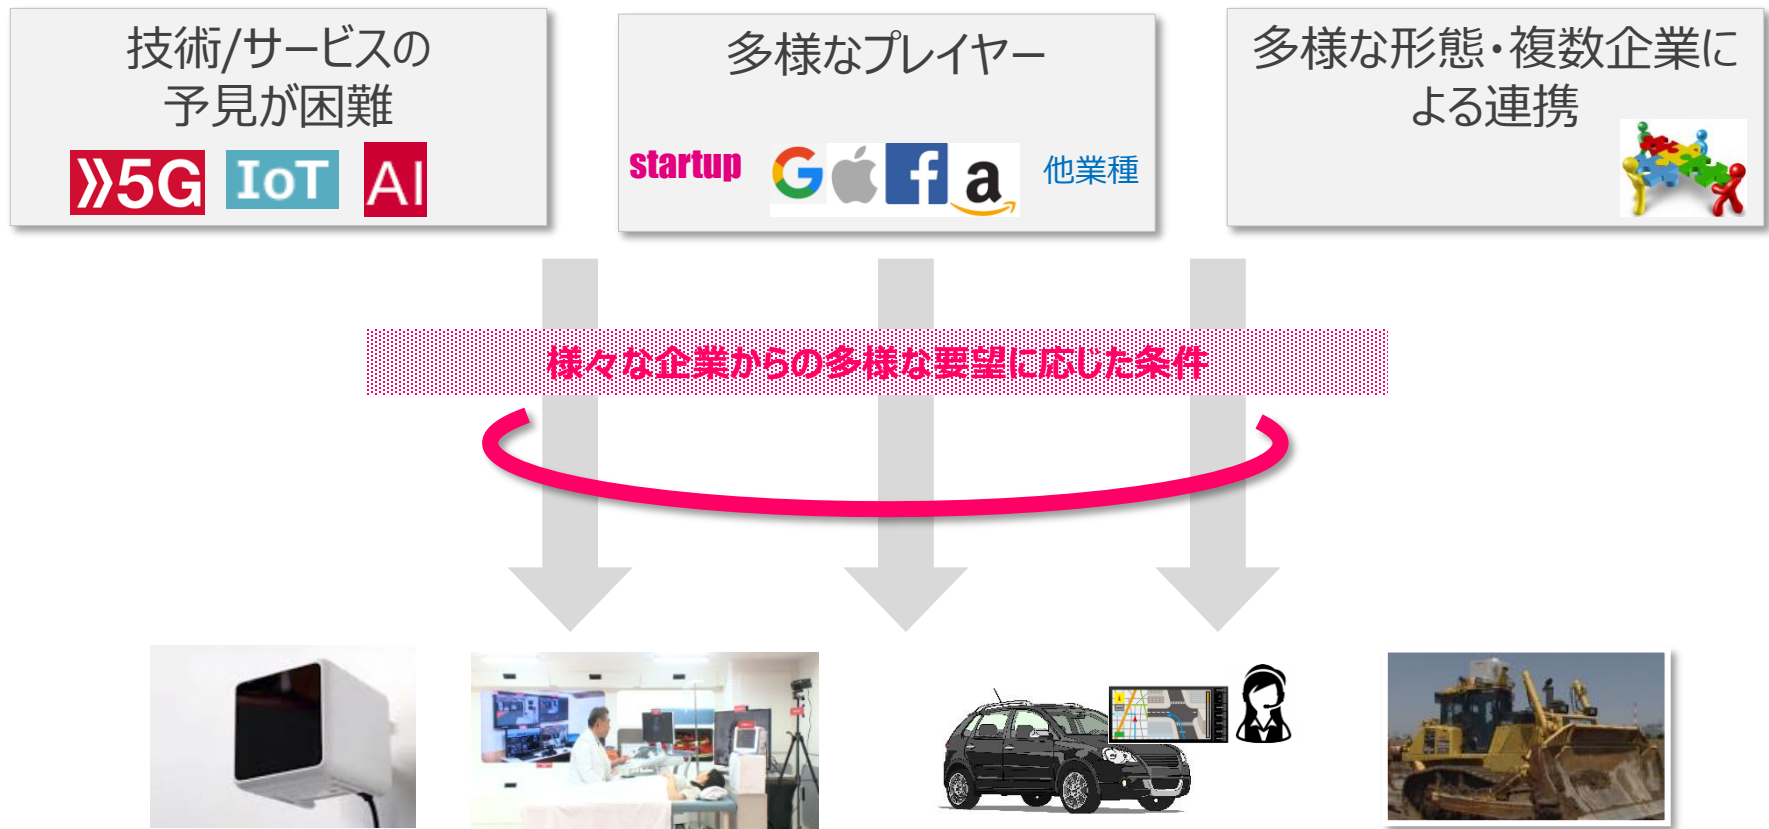 技術/サービスの
予見が困難
5G IoT AI
多様なプレイヤー
startup G f a 他業種
多様な形態・複数企業に
よる連携
様々な企業からの多様な要望に応じた条件